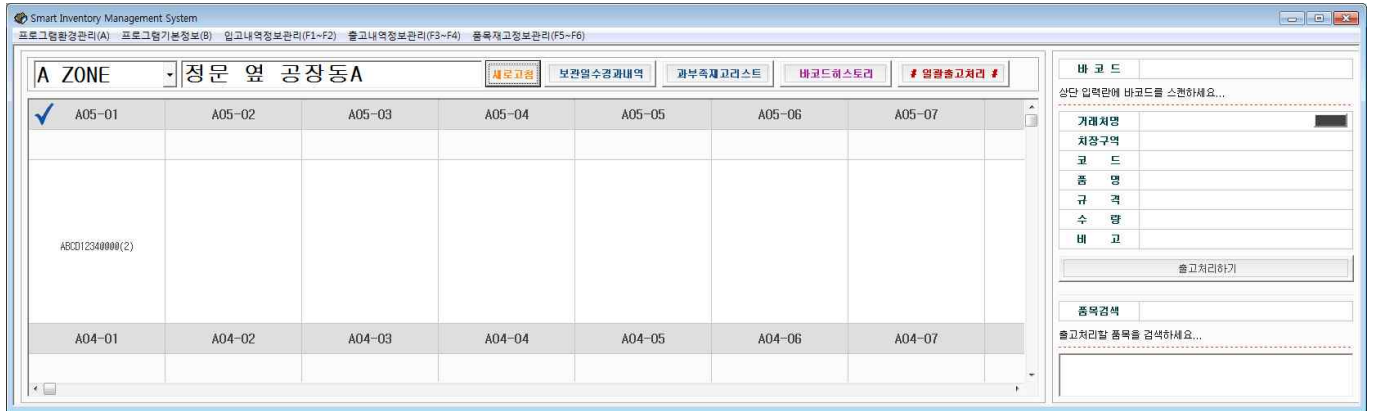 Smart Inventory Management System
프로그램환경관리(A) 프로그램기본정보(B) 입고내역정보관리(F1~F2) 출고내역정보관리(F3~F4) 품목재고정보관리(F5~F6)
A ZONE 정문 옆 공장동A 새로고침 보관일수경과내역 과부족재고리스트 바코드히스토리 # 일괄출고처리 #
A05-01 A05-02 A05-03 A05-04 A05-05 A05-06 A05-07
ABCD12340000(2)
A04-01 A04-02 A04-03 A04-04 A04-05 A04-06 A04-07
바 코 드
상단 입력란에 바코드를 스캔하세요...
거래처명
치장구역
코 드
품 명
규 격
수 량
비 고
출고처리하기
품목검색
출고처리할 품목을 검색하세요...